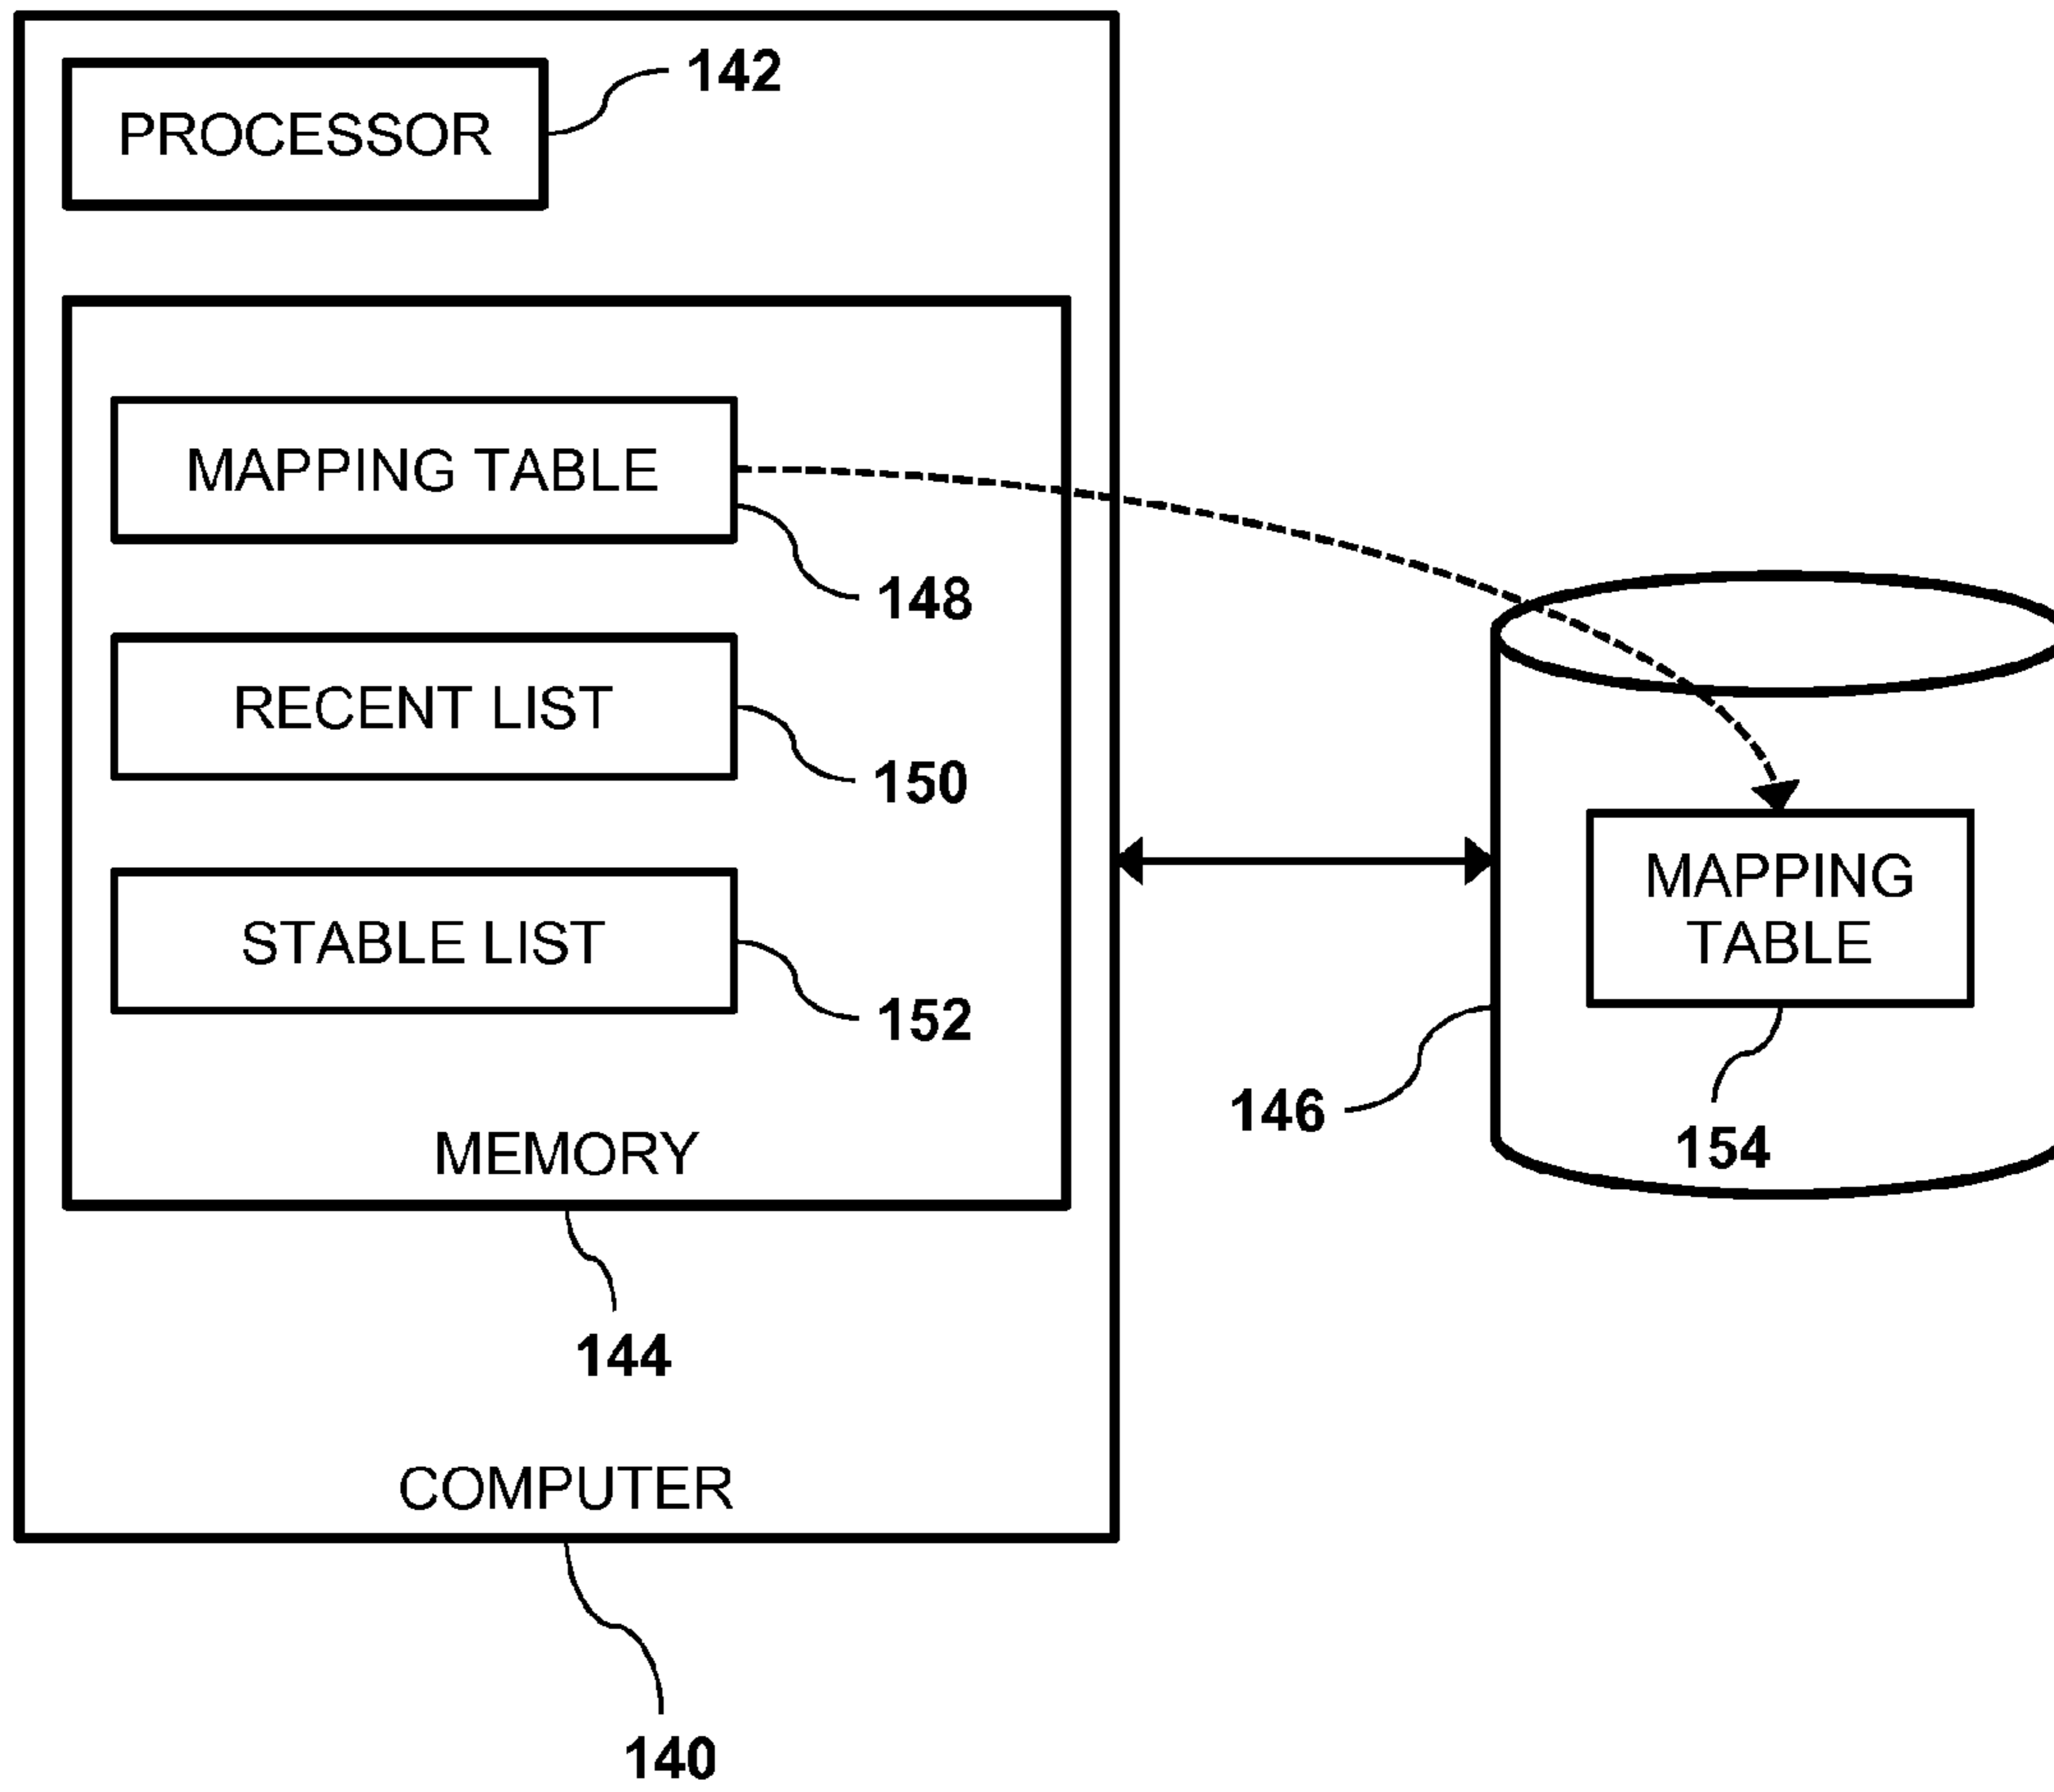 142
PROCESSOR
MAPPING TABLE
148
RECENT LIST
150
STABLE LIST
152
MEMORY
144
COMPUTER
140
MAPPING
TABLE
146
154